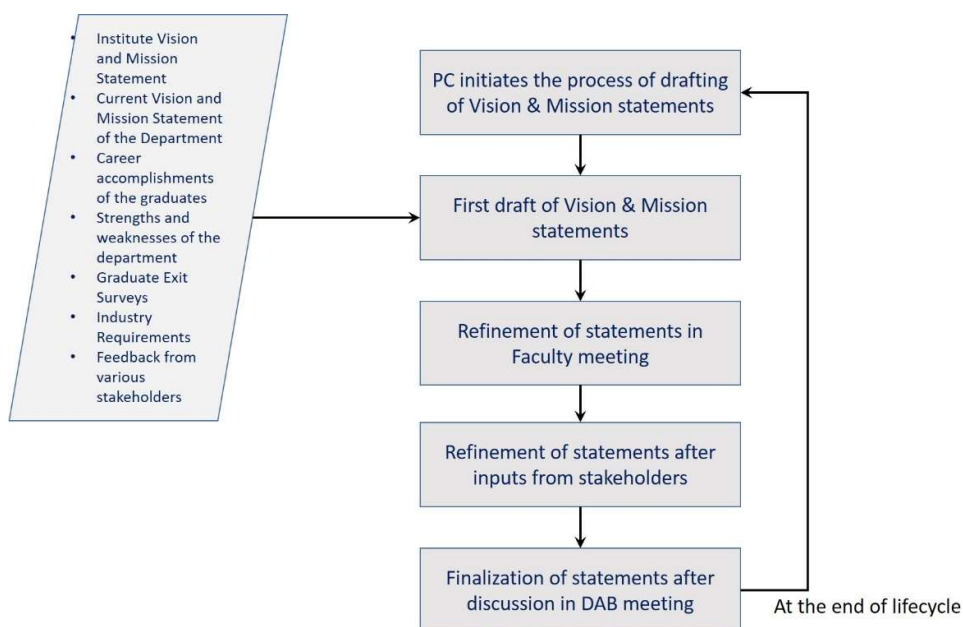 • Institute Vision
and Mission
Statement
• Current Vision and
Mission Statement
of the Department
• Career
accomplishments
of the graduates
• Strengths and
weaknesses of the
department
• Graduate Exit
Surveys
• Industry
Requirements
• Feedback from
various
stakeholders
PC initiates the process of drafting
of Vision & Mission statements
First draft of Vision & Mission
statements
Refinement of statements in
Faculty meeting
Refinement of statements after
inputs from stakeholders
Finalization of statements after
discussion in DAB meeting
At the end of lifecycle